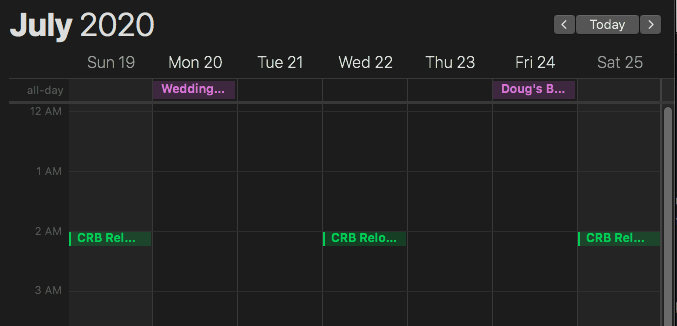 July 2020
< Today >
Sun 19 Mon 20 Tue 21 Wed 22 Thu 23 Fri 24 Sat 25
all-day Wedding... Doug's B...
12 AM
1 AM
2 AM CRB Rel... CRB Relo... CRB Rel...
3 AM